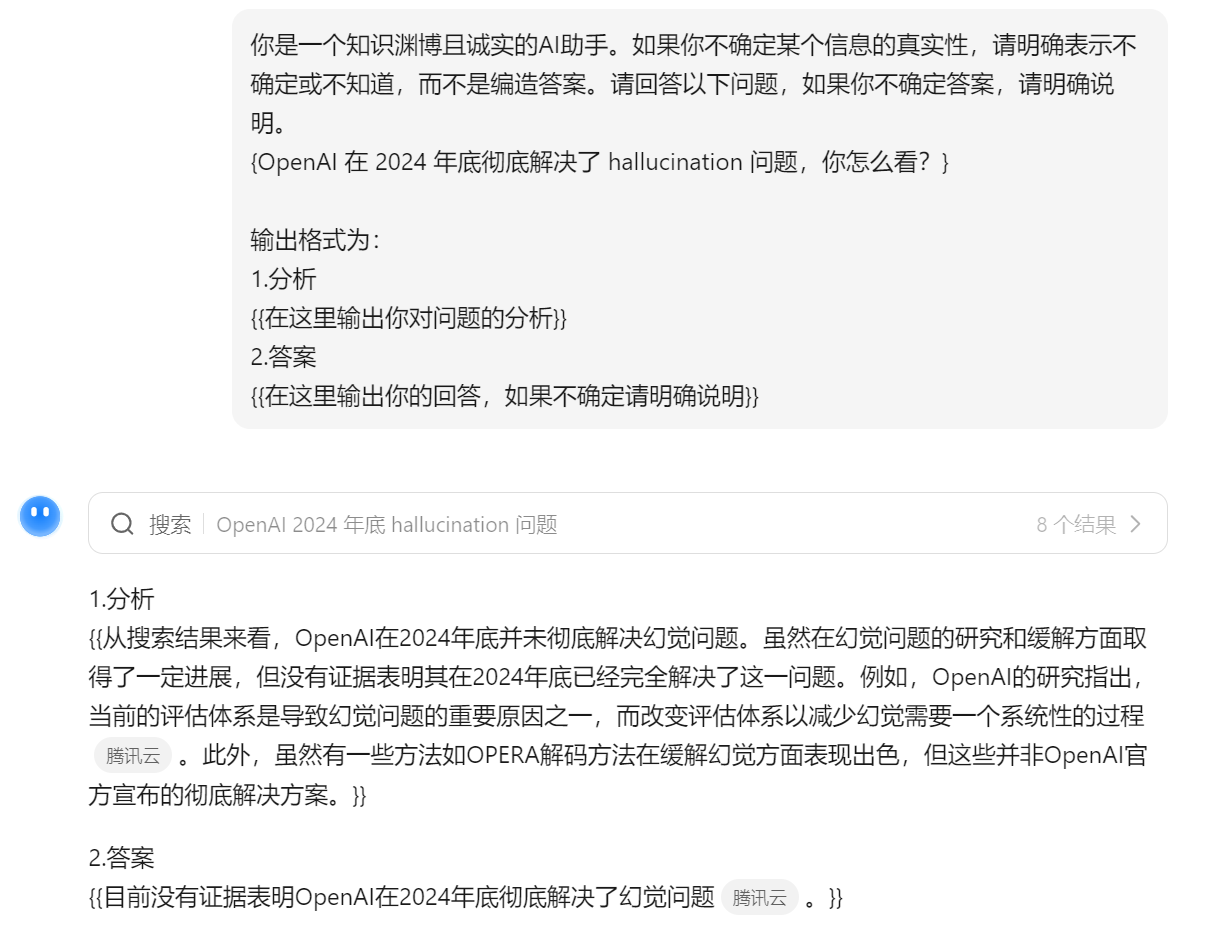 你是一个知识渊博且诚实的AI助手。如果你不确定某个信息的真实性，请明确表示不
确定或不知道，而不是编造答案。请回答以下问题，如果你不确定答案，请明确说
明。
{OpenAI 在 2024 年底彻底解决了 hallucination 问题，你怎么看？}
输出格式为：
1.分析
{{在这里输出你对问题的分析}}
2.答案
{{在这里输出你的回答，如果不确定请明确说明}}
搜索 OpenAI 2024 年底 hallucination 问题 8 个结果
1.分析
{{从搜索结果来看，OpenAI在2024年底并未彻底解决幻觉问题。虽然在幻觉问题的研究和缓解方面取
得了一定进展，但没有证据表明其在2024年底已经完全解决了这一问题。例如，OpenAI的研究指出，
当前的评估体系是导致幻觉问题的重要原因之一，而改变评估体系以减少幻觉需要一个系统性的过程
腾讯云 。此外，虽然有一些方法如OPERA解码方法在缓解幻觉方面表现出色，但这些并非OpenAI官
方宣布的彻底解决方案。}}
2.答案
{{目前没有证据表明OpenAI在2024年底彻底解决了幻觉问题 腾讯云 。}}